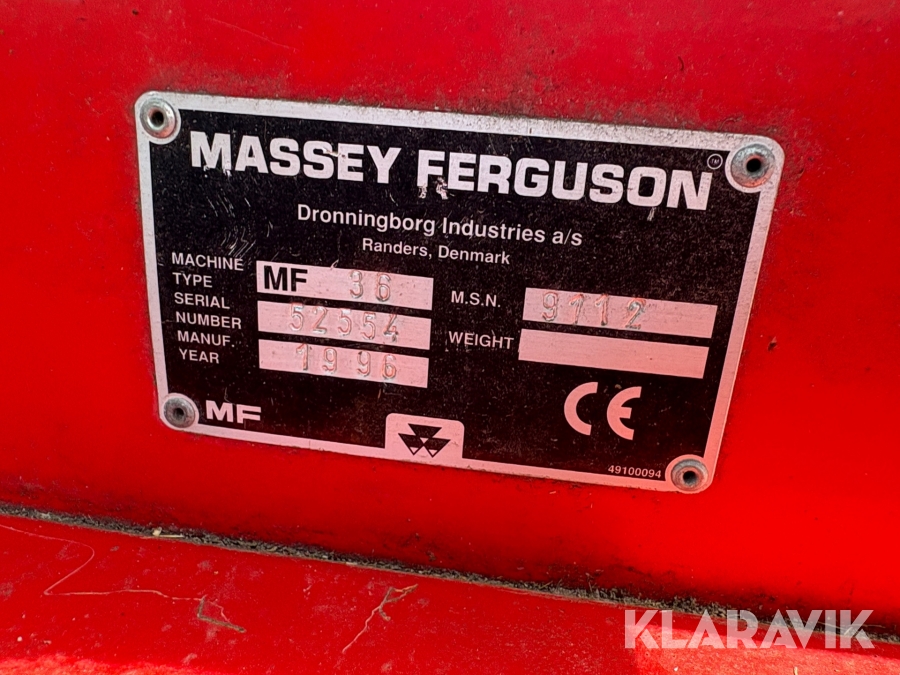 MASSEY FERGUSON
TM
Dronningborg Industries a/s
Randers, Denmark
MACHINE TYPE MF 36
SERIAL NUMBER 52554
MANUF. YEAR 1996
M.S.N. 9112
WEIGHT
CE
MF
49100094
KLARAVIK